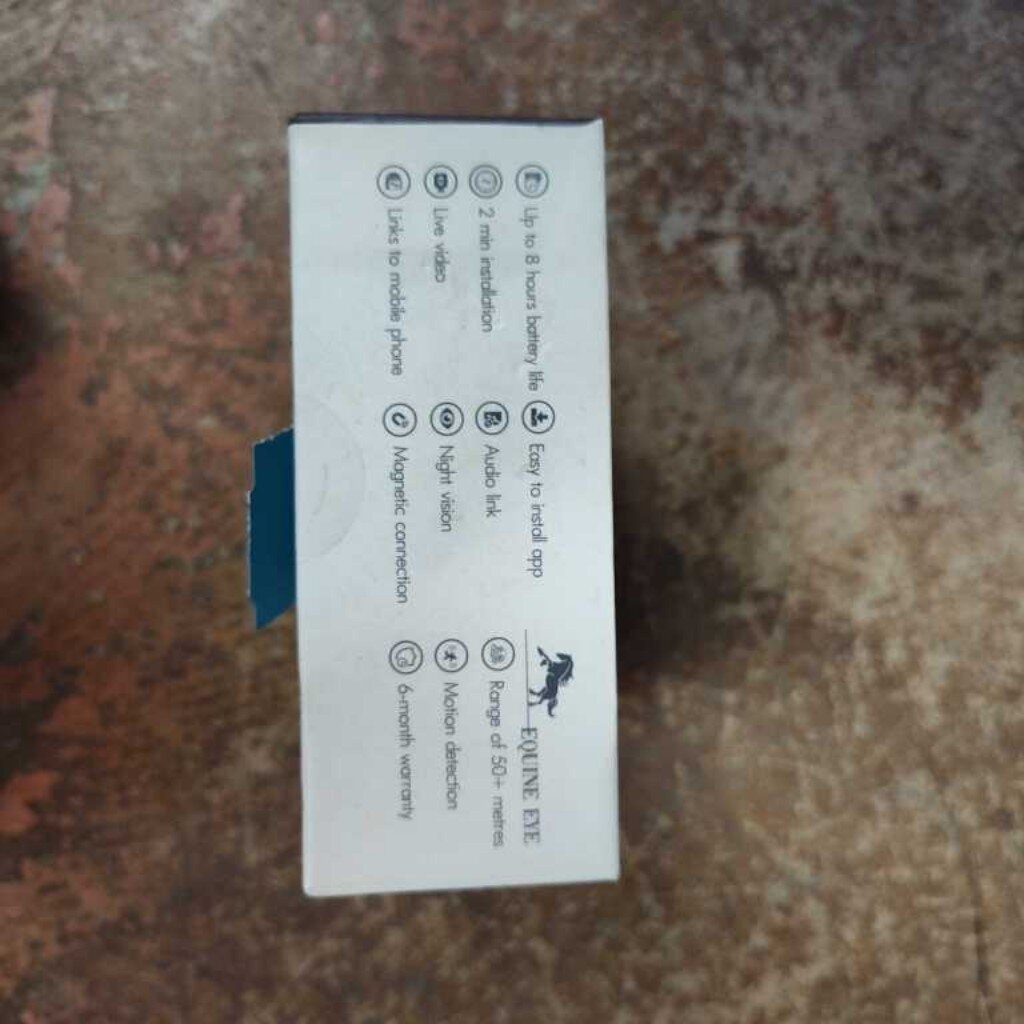 Up to 8 hours battery life
Easy to install app
EQUINE EYE
2 min installation
Audio link
Range of 50+ metres
Live video
Night vision
Motion detection
Links to mobile phone
Magnetic connection
6-month warranty